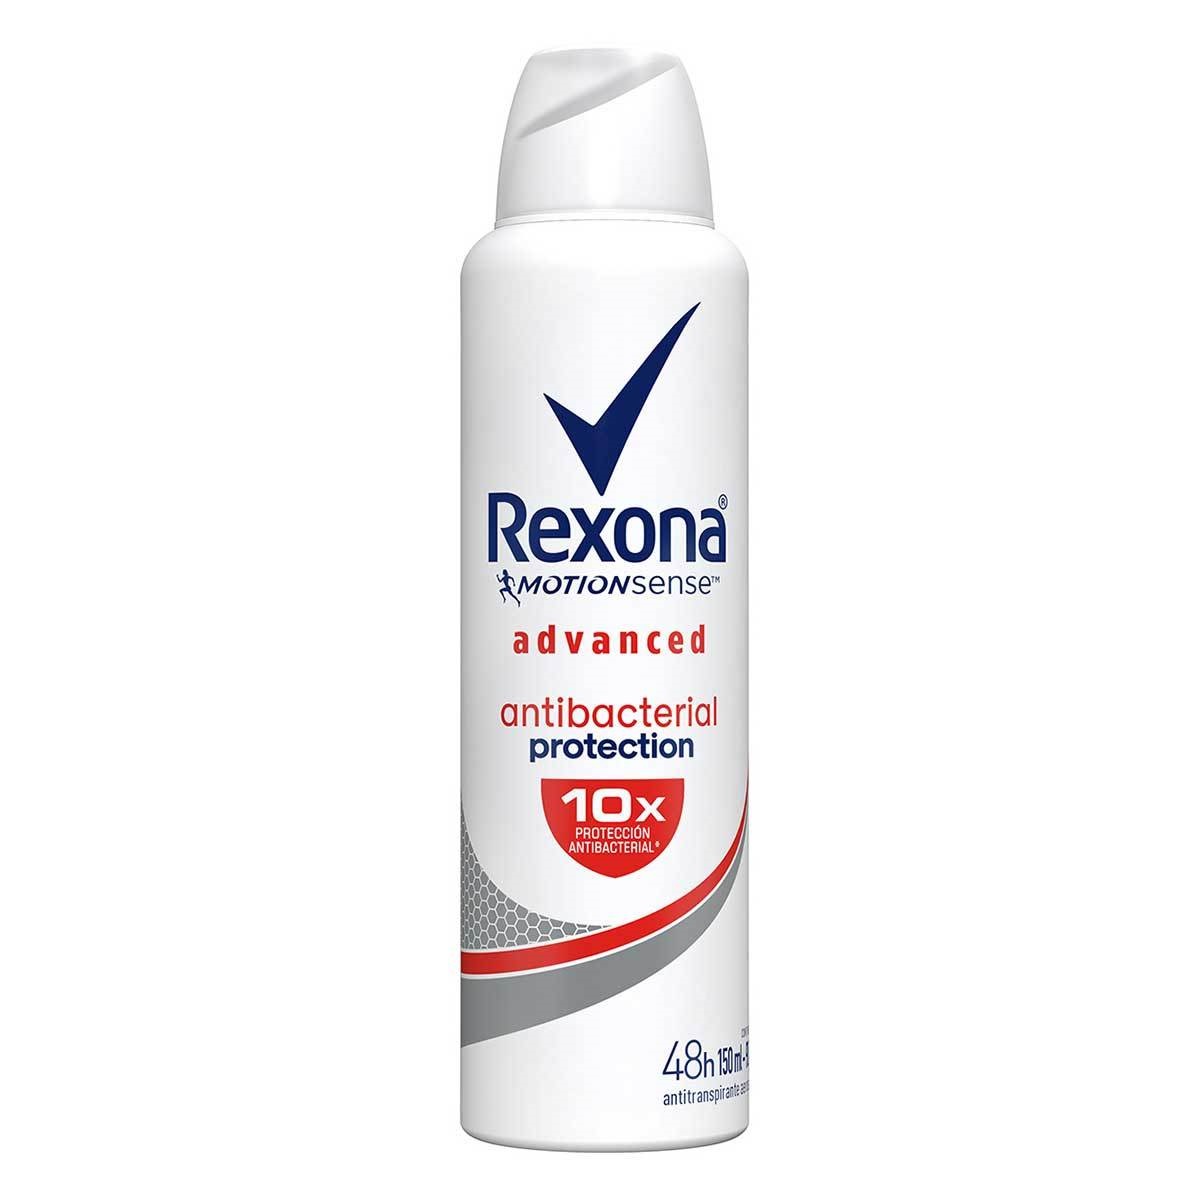 Rexona®
MOTIONsense™
advanced
antibacterial
protection
10x
PROTECCIÓN
ANTIBACTERIAL*
48h 150 ml -
antitranspirante